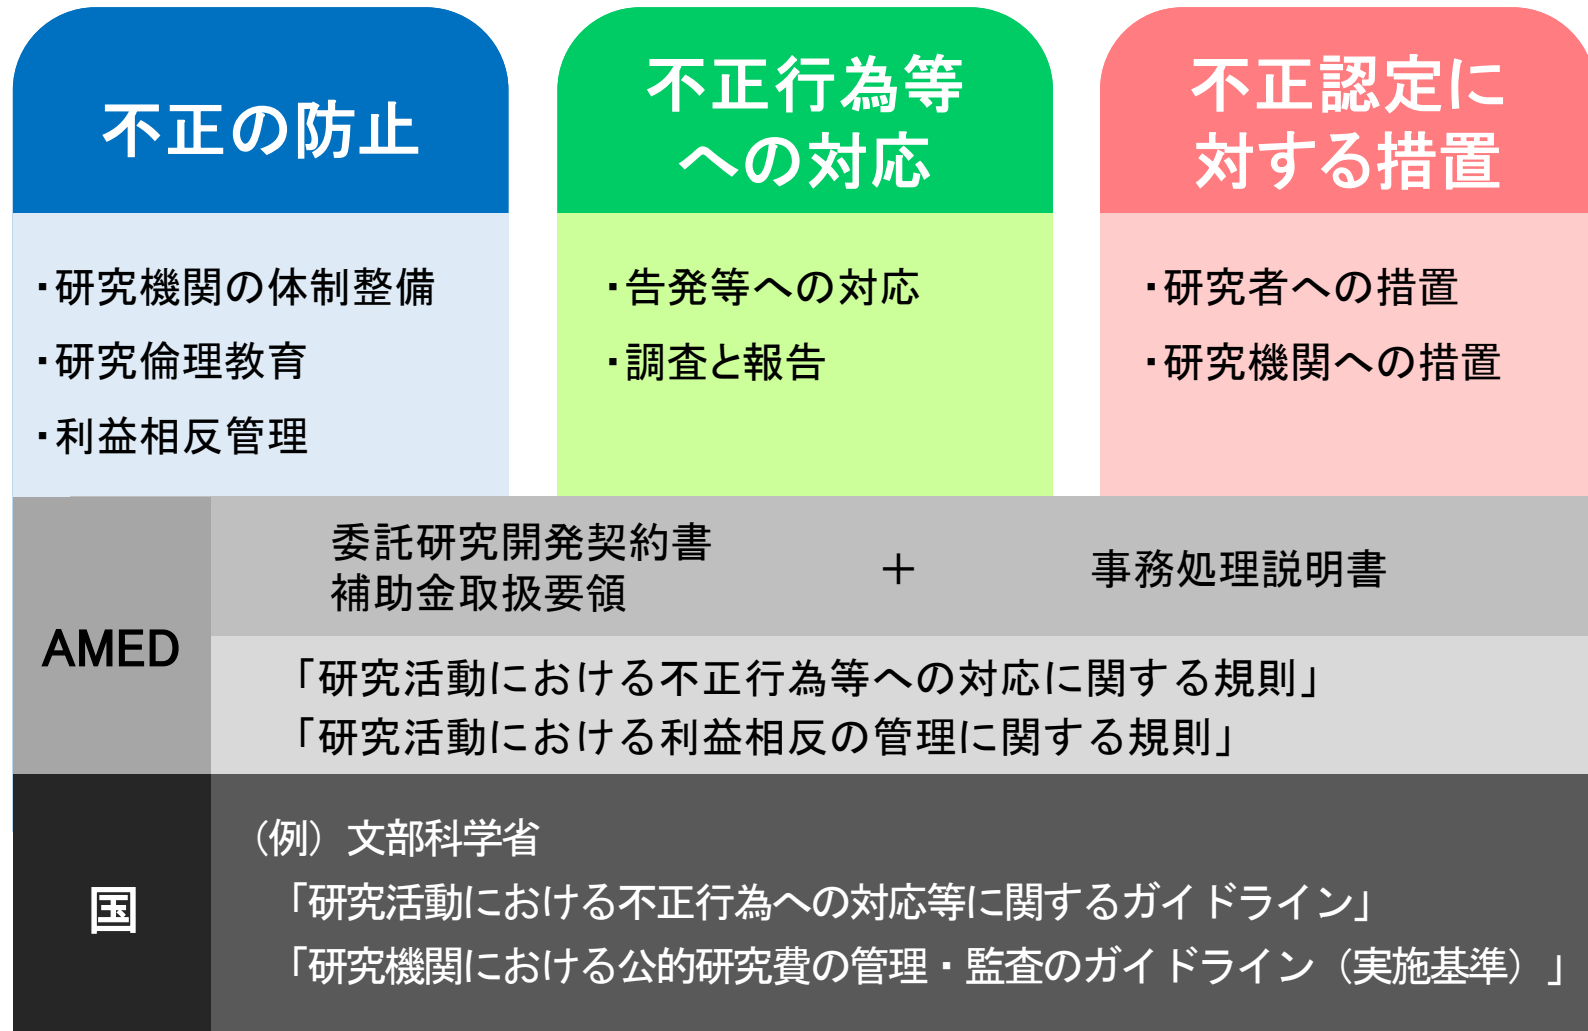 不正の防止
・研究機関の体制整備
・研究倫理教育
・利益相反管理
不正行為等
への対応
・告発等への対応
・調査と報告
不正認定に
対する措置
・研究者への措置
・研究機関への措置
AMED
委託研究開発契約書
補助金取扱要領
＋
事務処理説明書
「研究活動における不正行為等への対応に関する規則」
「研究活動における利益相反の管理に関する規則」
国
（例）文部科学省
「研究活動における不正行為への対応等に関するガイドライン」
「研究機関における公的研究費の管理・監査のガイドライン（実施基準）」